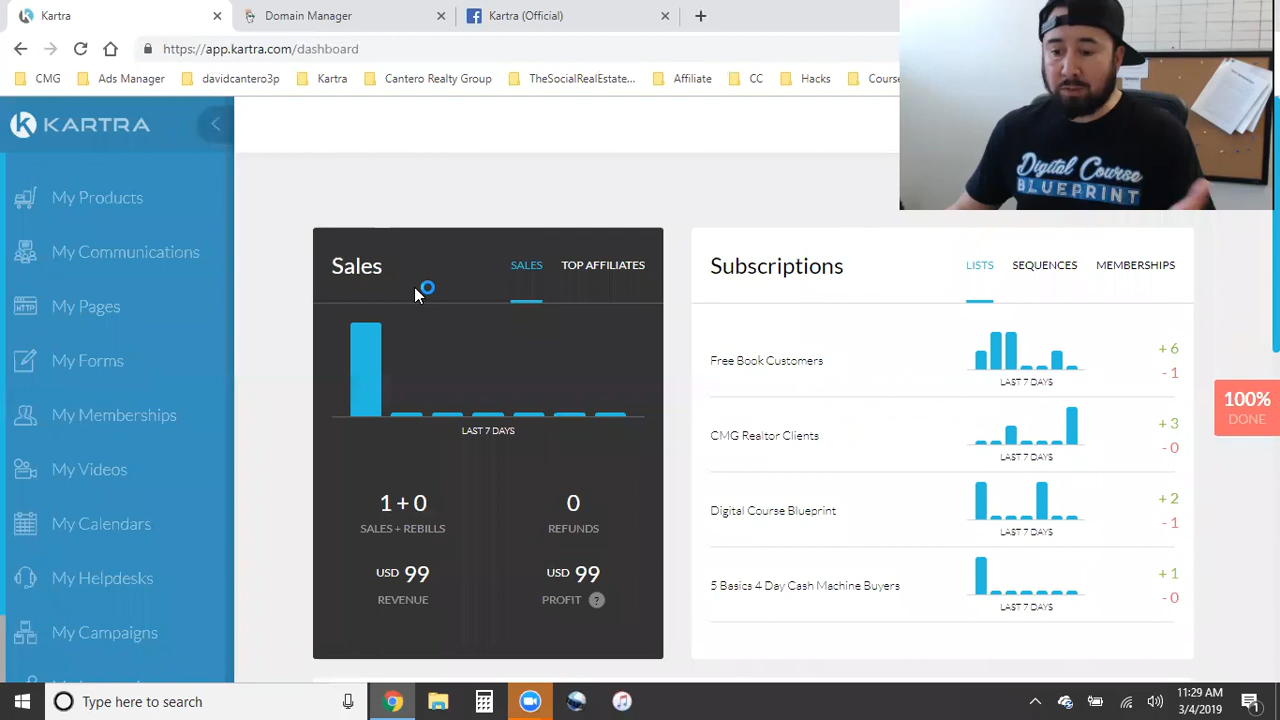 Kartra
Domain Manager
Kartra (Official)
https://app.kartra.com/dashboard
CMG
Ads Manager
davidcantero3p
Kartra
Cantero Realty Group
TheSocialRealEstate...
Affiliate
CC
Hacks
Cours
KARTRA
My Products
My Communications
My Pages
My Forms
My Memberships
My Videos
My Calendars
My Helpdesks
My Campaigns
HTTP
Sales
SALES
TOP AFFILIATES
LAST 7 DAYS
1 + 0
SALES + REBILLS
0
REFUNDS
USD 99
REVENUE
USD 99
PROFIT ?
Subscriptions
LISTS
SEQUENCES
MEMBERSHIPS
Free Book Customers
LAST 7 DAYS
+ 6
- 1
CMG Realtor Clients
LAST 7 DAYS
+ 3
- 0
Digital Course Blueprint
LAST 7 DAYS
+ 2
- 1
5 Basics 4 Day Cash Machine Buyers
LAST 7 DAYS
+ 1
- 0
100%
DONE
Digital Course
BLUEPRINT
Type here to search
11:29 AM
3/4/2019
1